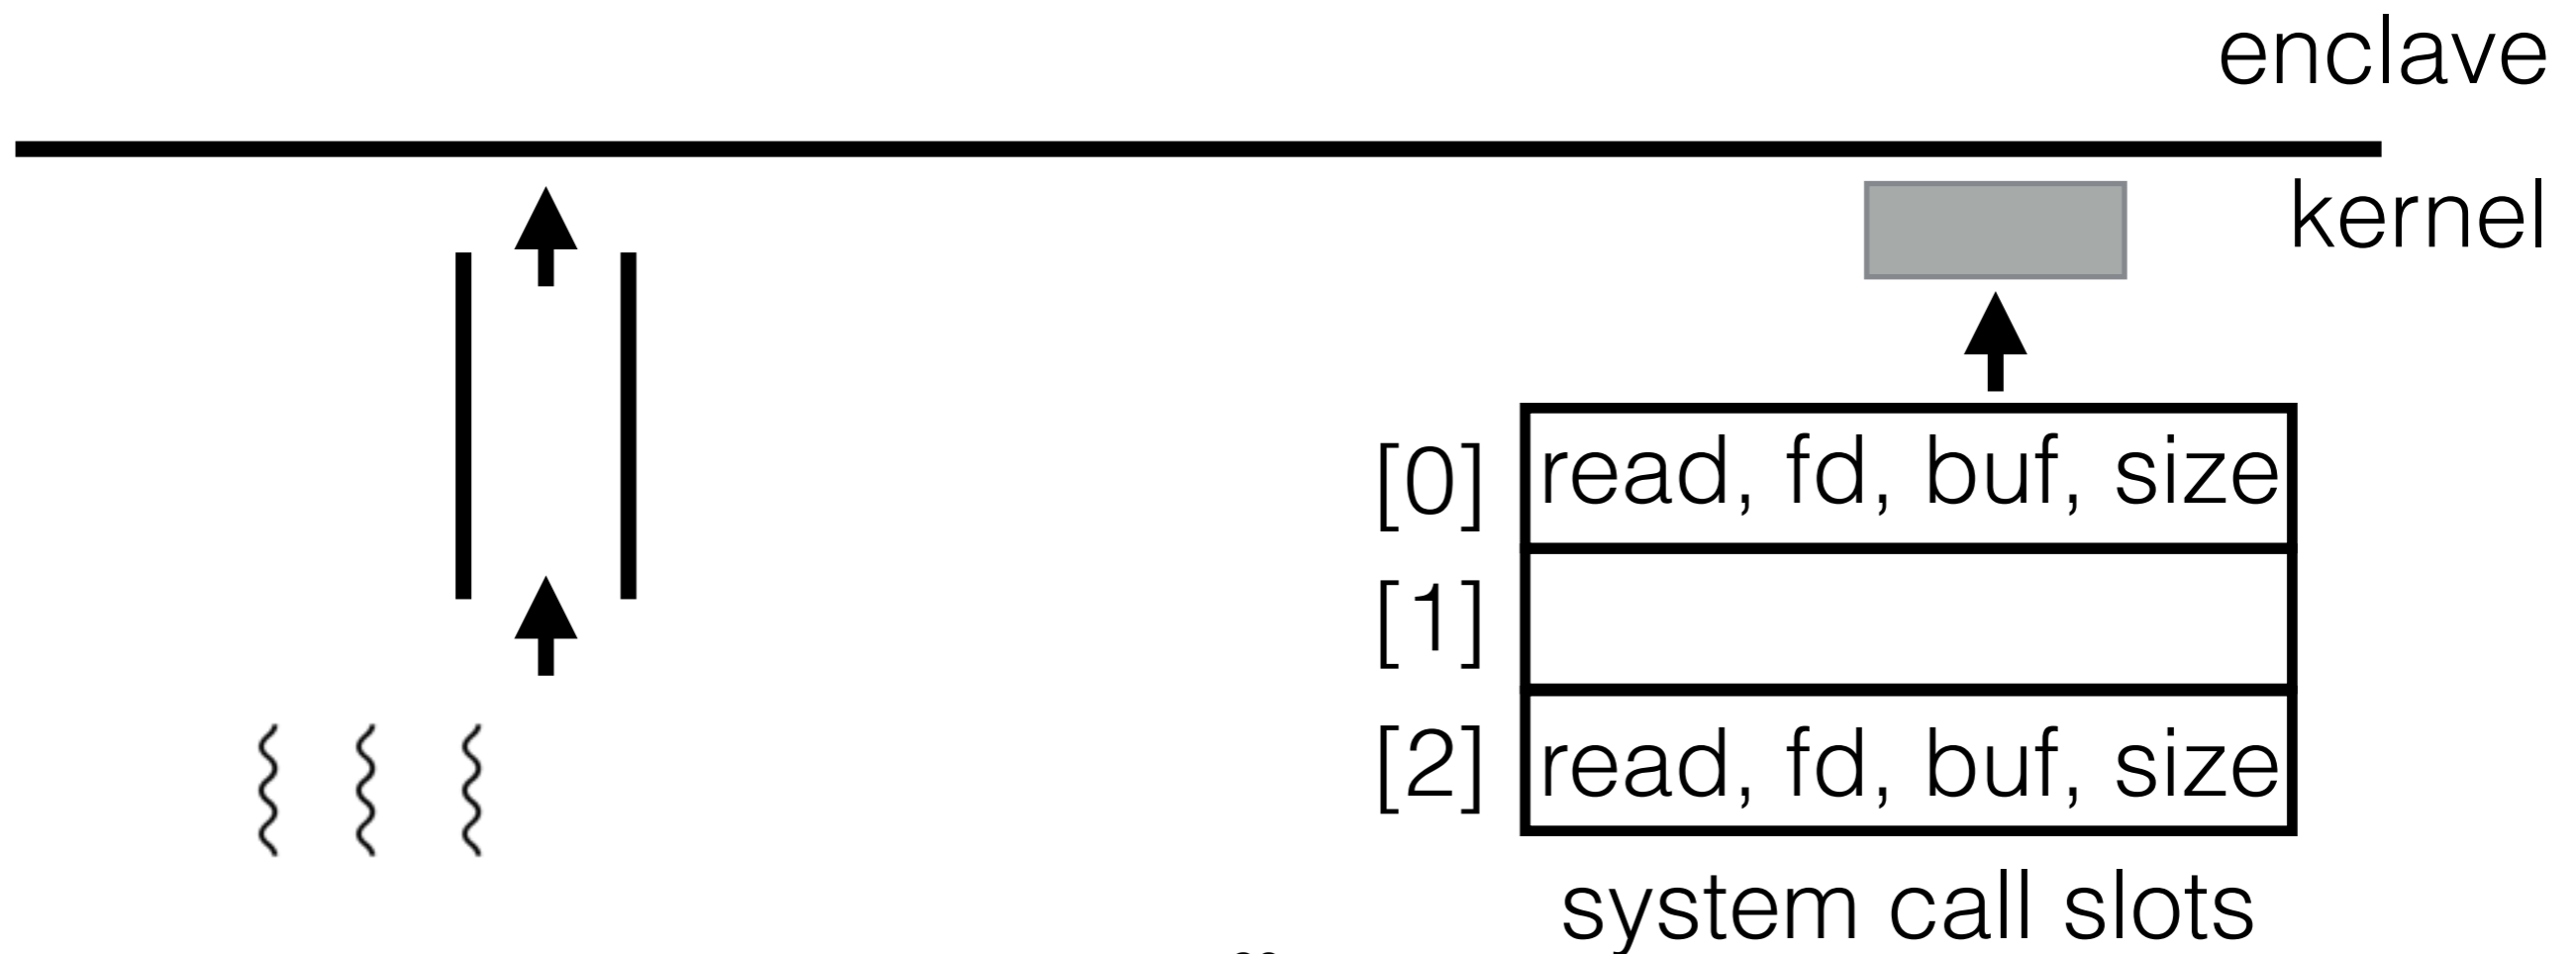 enclave
kernel
[0] read, fd, buf, size
[1]
[2] read, fd, buf, size
system call slots